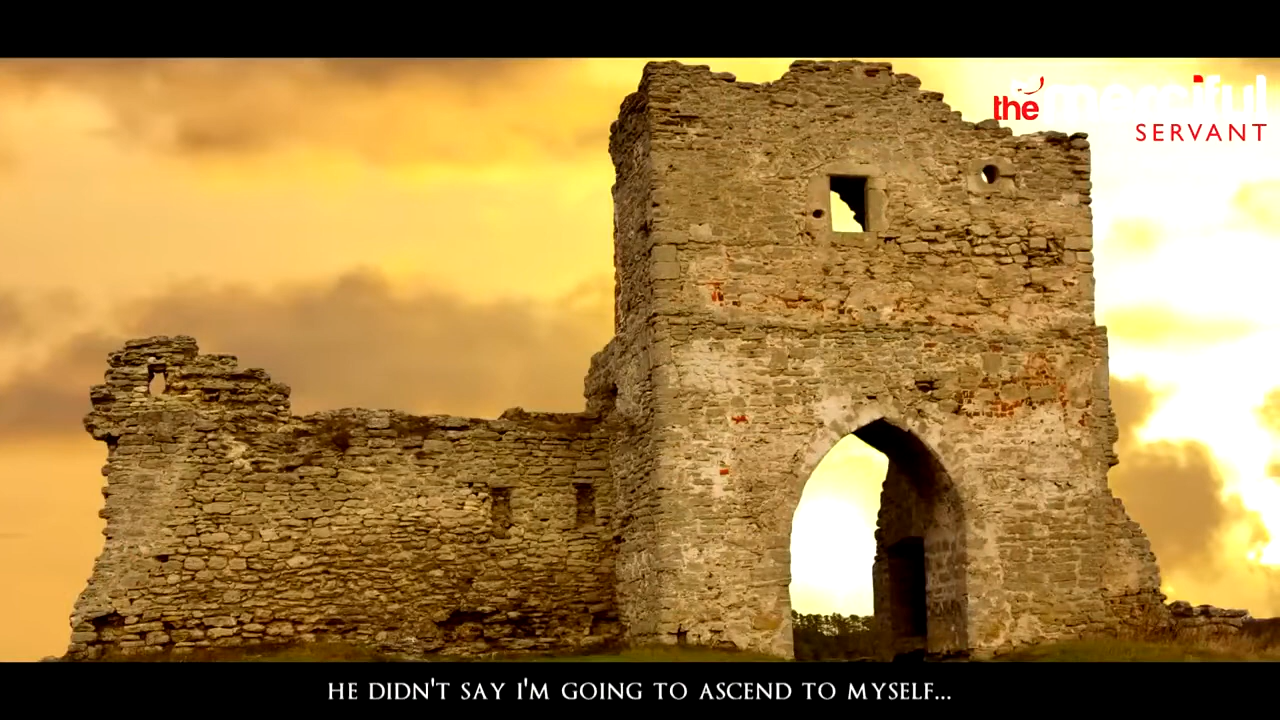 the merciful
SERVANT
HE DIDN'T SAY I'M GOING TO ASCEND TO MYSELF...